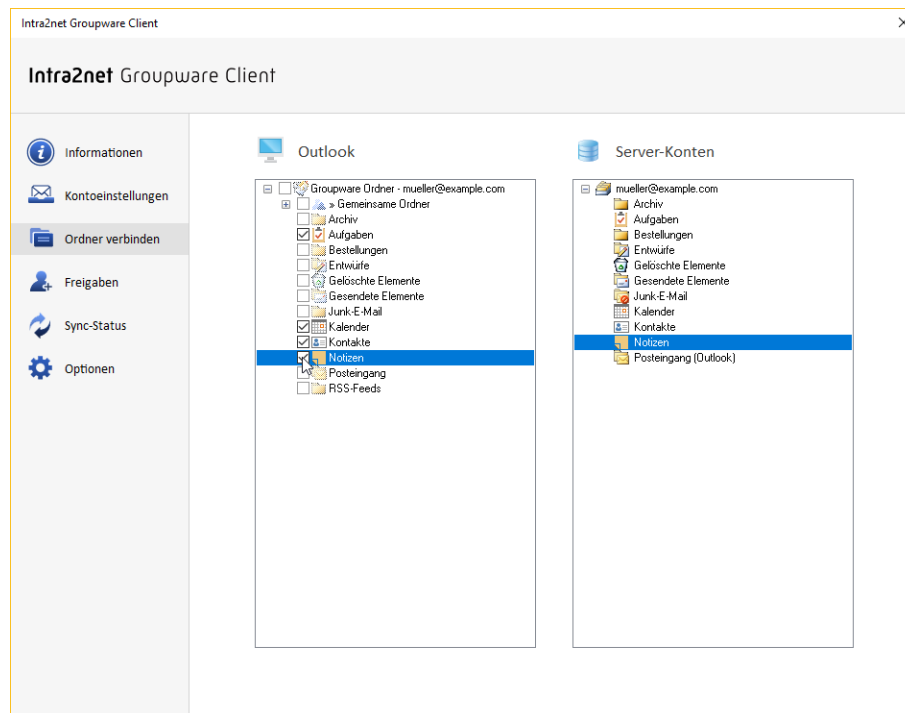 Intra2net Groupware Client
Intra2net Groupware Client
Informationen
Kontoeinstellungen
Ordner verbinden
Freigaben
Sync-Status
Optionen
Outlook
Groupware Ordner - mueller@example.com
» Gemeinsame Ordner
Archiv
Aufgaben
Bestellungen
Entwürfe
Gelöschte Elemente
Gesendete Elemente
Junk-E-Mail
Kalender
Kontakte
Notizen
Posteingang
RSS-Feeds
Server-Konten
mueller@example.com
Archiv
Aufgaben
Bestellungen
Entwürfe
Gelöschte Elemente
Gesendete Elemente
Junk-E-Mail
Kalender
Kontakte
Notizen
Posteingang (Outlook)